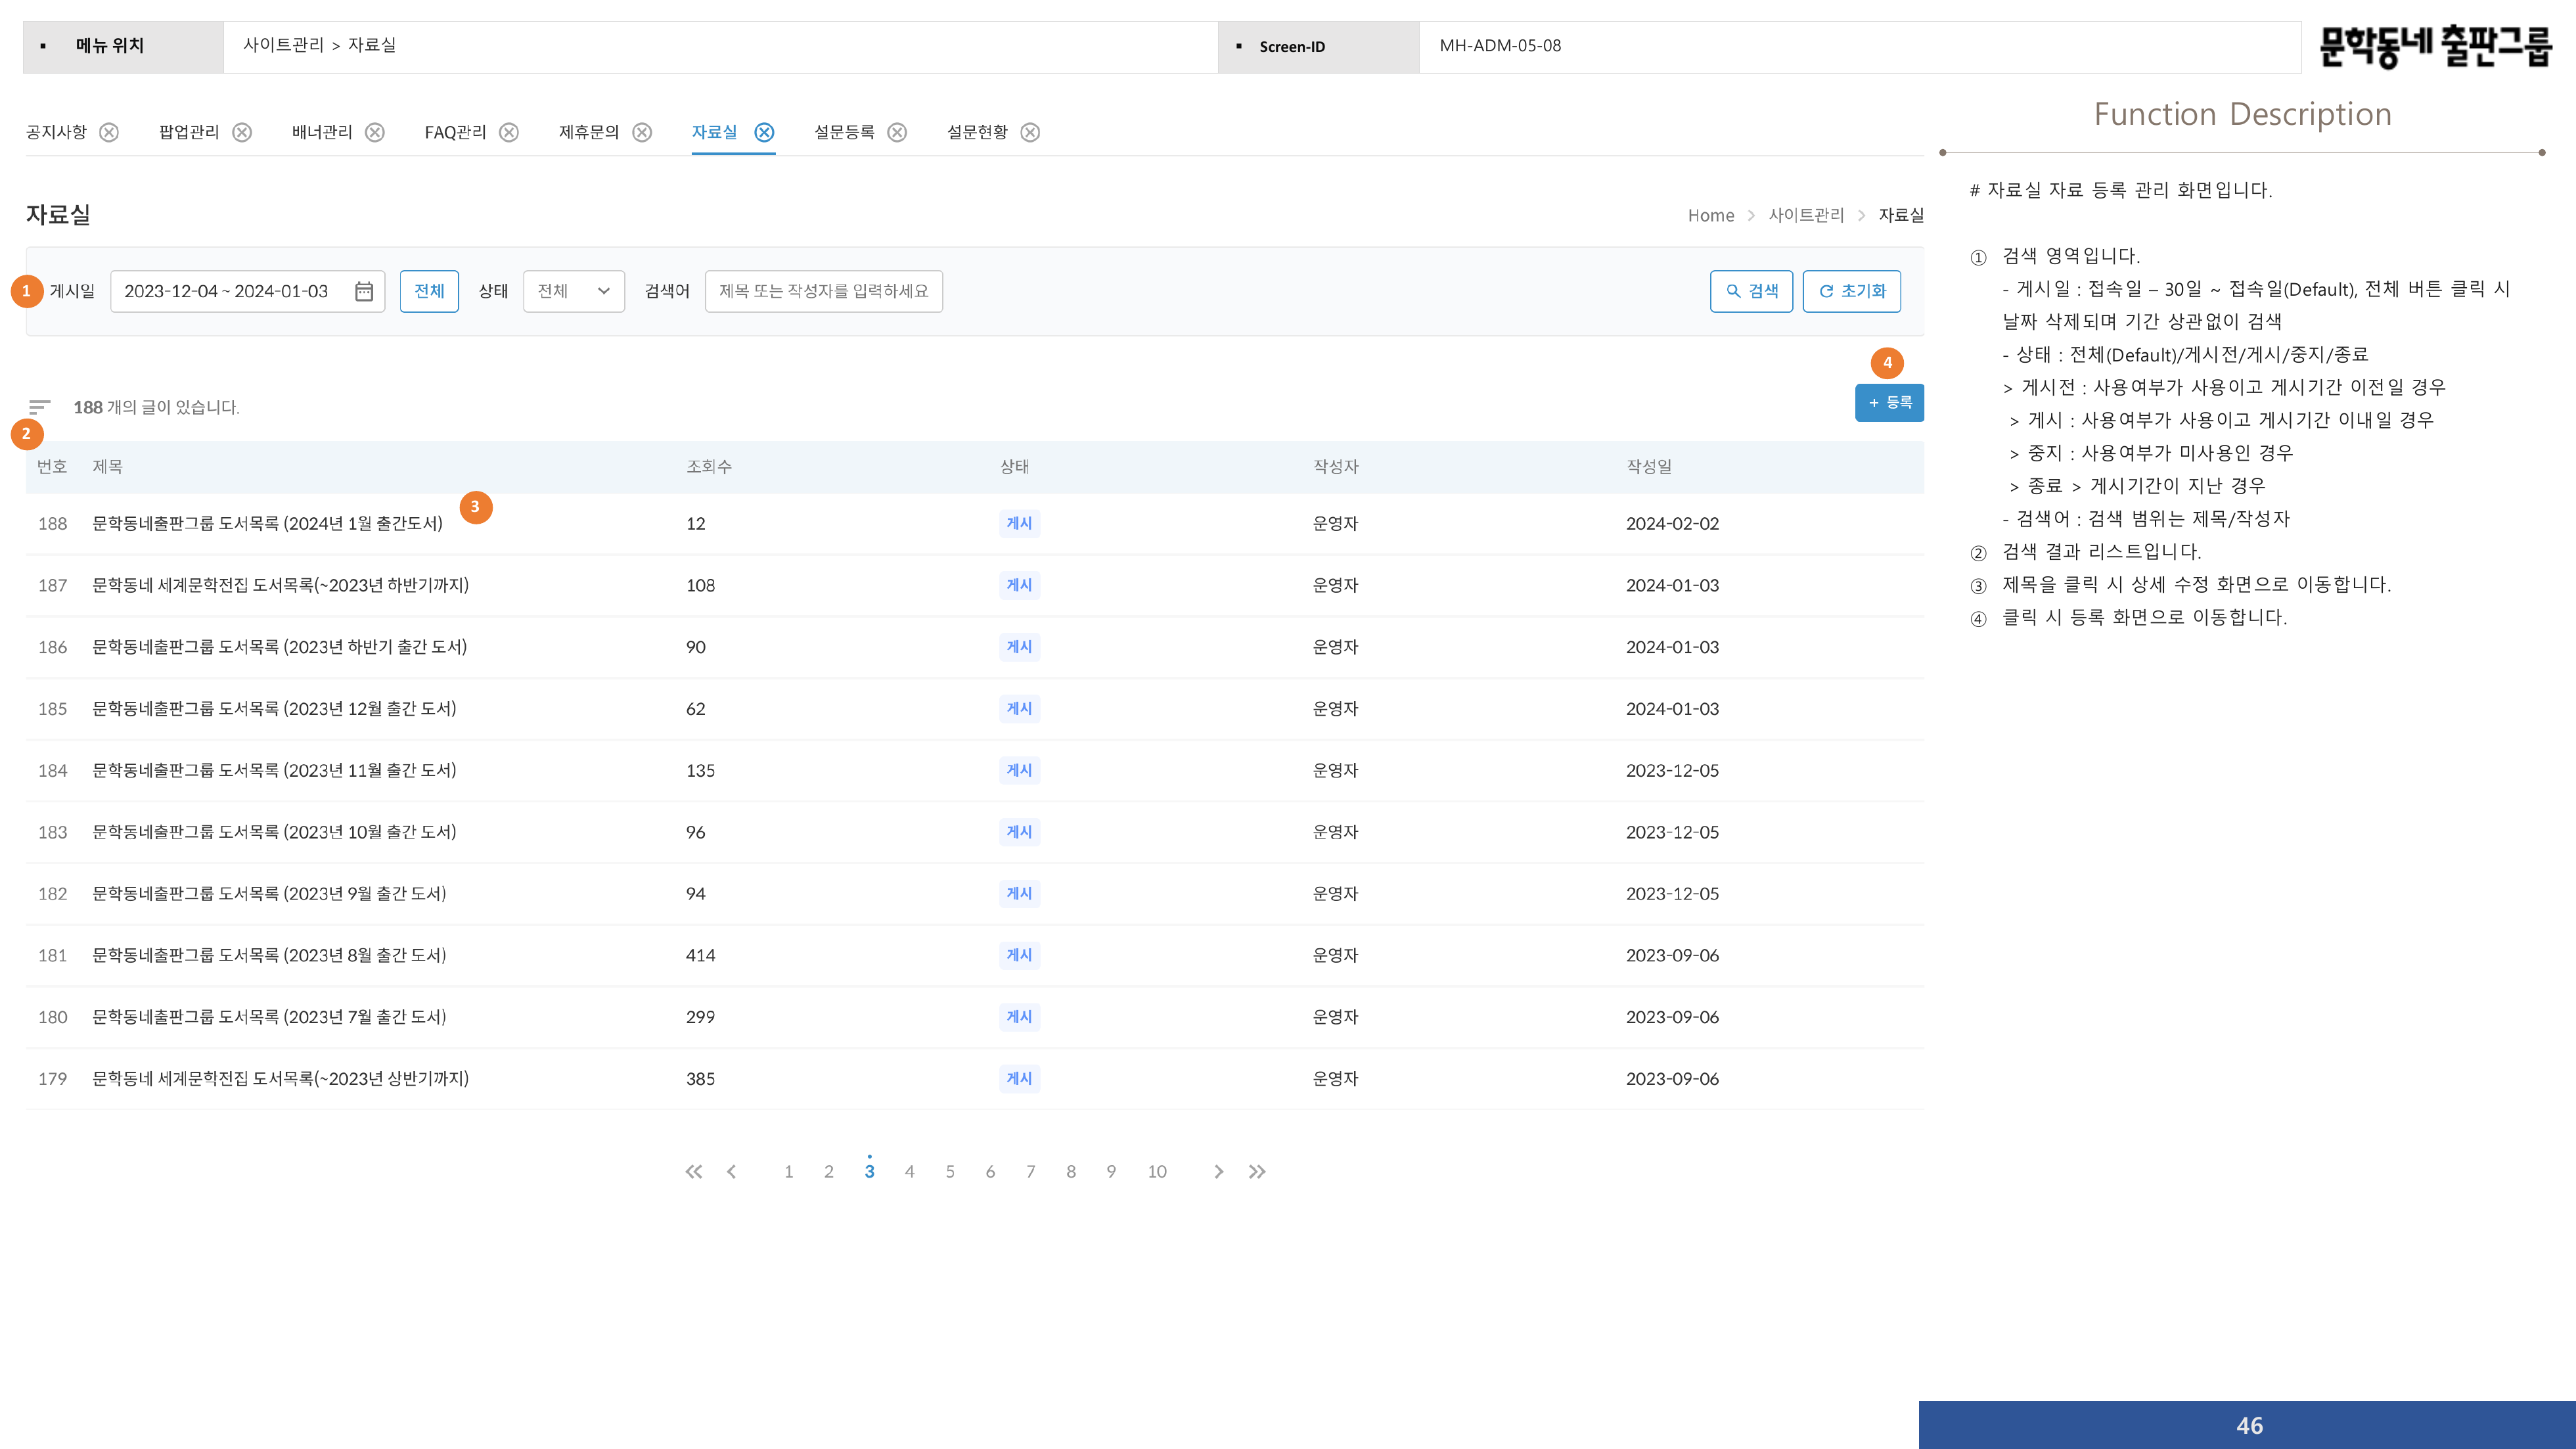 ▪ 메뉴 위치 사이트관리 > 자료실 ▪ Screen-ID MH-ADM-05-08 문학동네 출판그룹
공지사항 팝업관리 배너관리 FAQ관리 제휴문의 자료실 설문등록 설문현황
자료실 Home > 사이트관리 > 자료실
1 게시일 2023-12-04 ~ 2024-01-03 전체 상태 전체 검색어 제목 또는 작성자를 입력하세요 검색 초기화
4
188 개의 글이 있습니다. + 등록
2
번호 제목 조회수 상태 작성자 작성일
3
188 문학동네출판그룹 도서목록 (2024년 1월 출간도서) 12 게시 운영자 2024-02-02
187 문학동네 세계문학전집 도서목록(~2023년 하반기까지) 108 게시 운영자 2024-01-03
186 문학동네출판그룹 도서목록 (2023년 하반기 출간 도서) 90 게시 운영자 2024-01-03
185 문학동네출판그룹 도서목록 (2023년 12월 출간 도서) 62 게시 운영자 2024-01-03
184 문학동네출판그룹 도서목록 (2023년 11월 출간 도서) 135 게시 운영자 2023-12-05
183 문학동네출판그룹 도서목록 (2023년 10월 출간 도서) 96 게시 운영자 2023-12-05
182 문학동네출판그룹 도서목록 (2023년 9월 출간 도서) 94 게시 운영자 2023-12-05
181 문학동네출판그룹 도서목록 (2023년 8월 출간 도서) 414 게시 운영자 2023-09-06
180 문학동네출판그룹 도서목록 (2023년 7월 출간 도서) 299 게시 운영자 2023-09-06
179 문학동네 세계문학전집 도서목록(~2023년 상반기까지) 385 게시 운영자 2023-09-06
1 2 3 4 5 6 7 8 9 10
Function Description
# 자료실 자료 등록 관리 화면입니다.
① 검색 영역입니다.
- 게시일 : 접속일 – 30일 ~ 접속일(Default), 전체 버튼 클릭 시
날짜 삭제되며 기간 상관없이 검색
- 상태 : 전체(Default)/게시전/게시/중지/종료
> 게시전 : 사용여부가 사용이고 게시기간 이전일 경우
> 게시 : 사용여부가 사용이고 게시기간 이내일 경우
> 중지 : 사용여부가 미사용인 경우
> 종료 > 게시기간이 지난 경우
- 검색어 : 검색 범위는 제목/작성자
② 검색 결과 리스트입니다.
③ 제목을 클릭 시 상세 수정 화면으로 이동합니다.
④ 클릭 시 등록 화면으로 이동합니다.
46